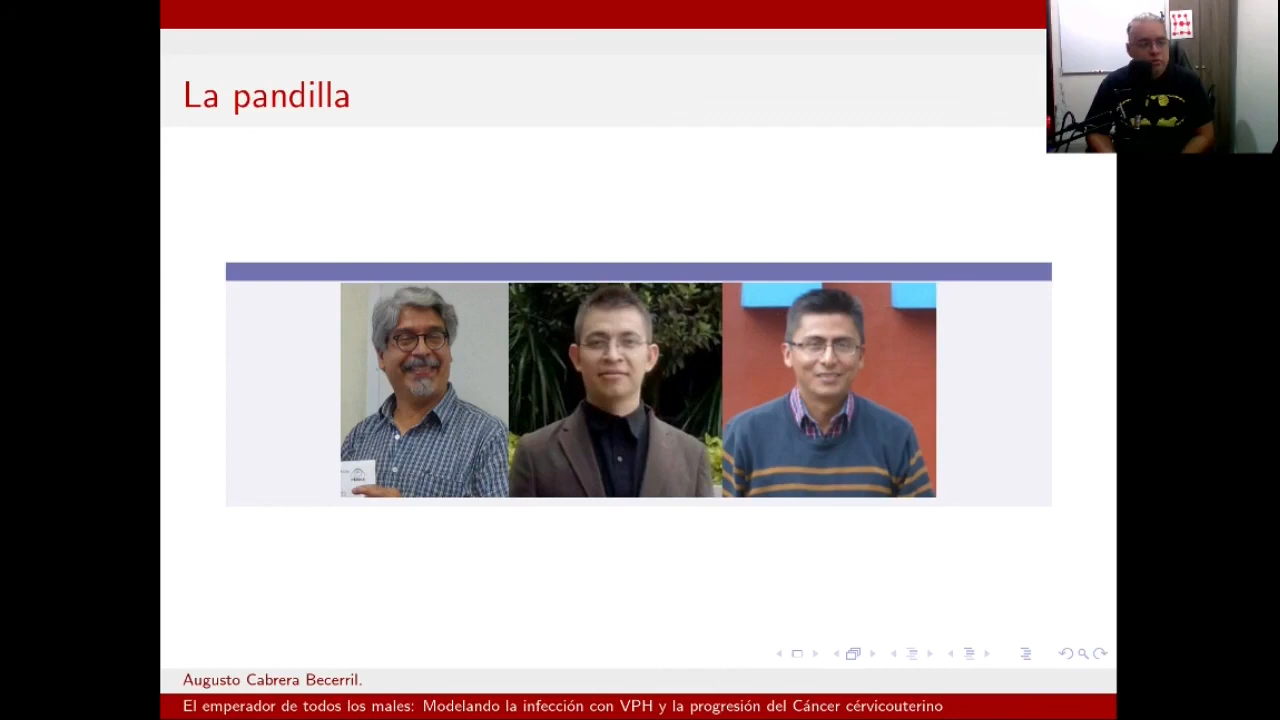 La pandilla
Augusto Cabrera Becerril.
El emperador de todos los males: Modelando la infección con VPH y la progresión del Cáncer cérvicouterino